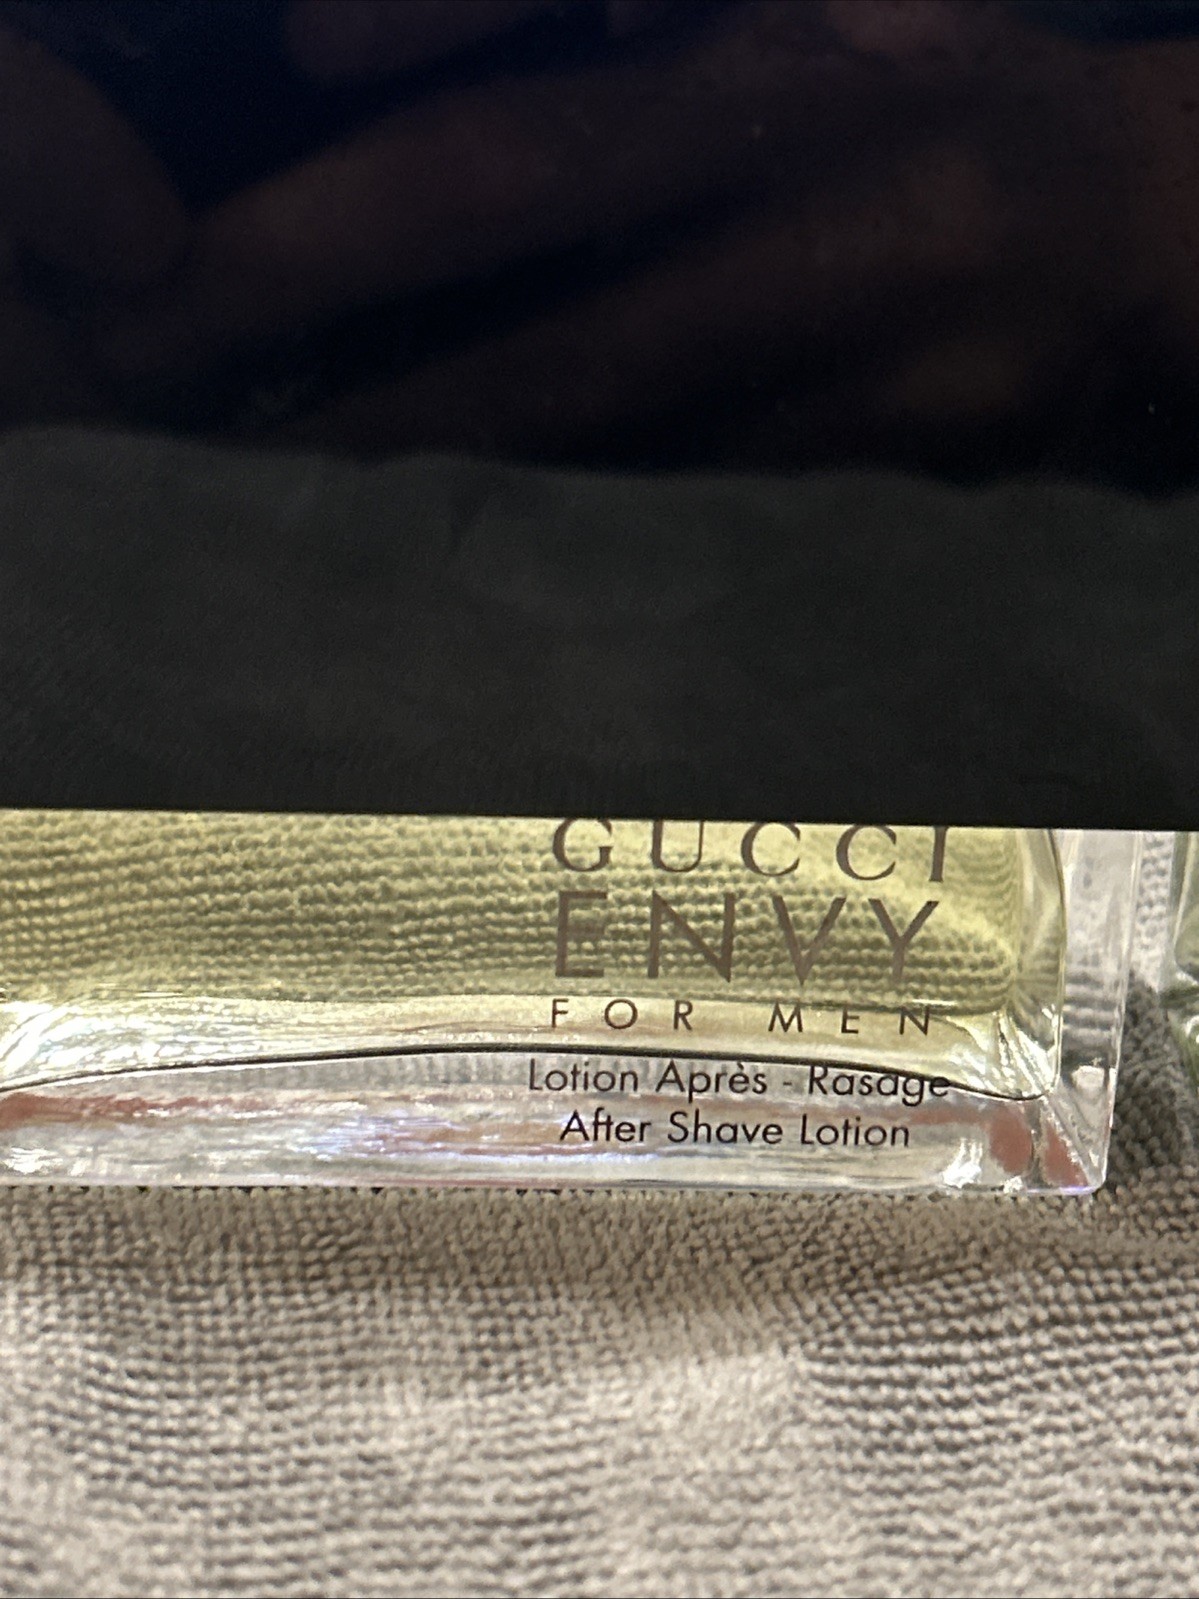 GUCCI
ENVY
FOR MEN
Lotion Après - Rasage
After Shave Lotion